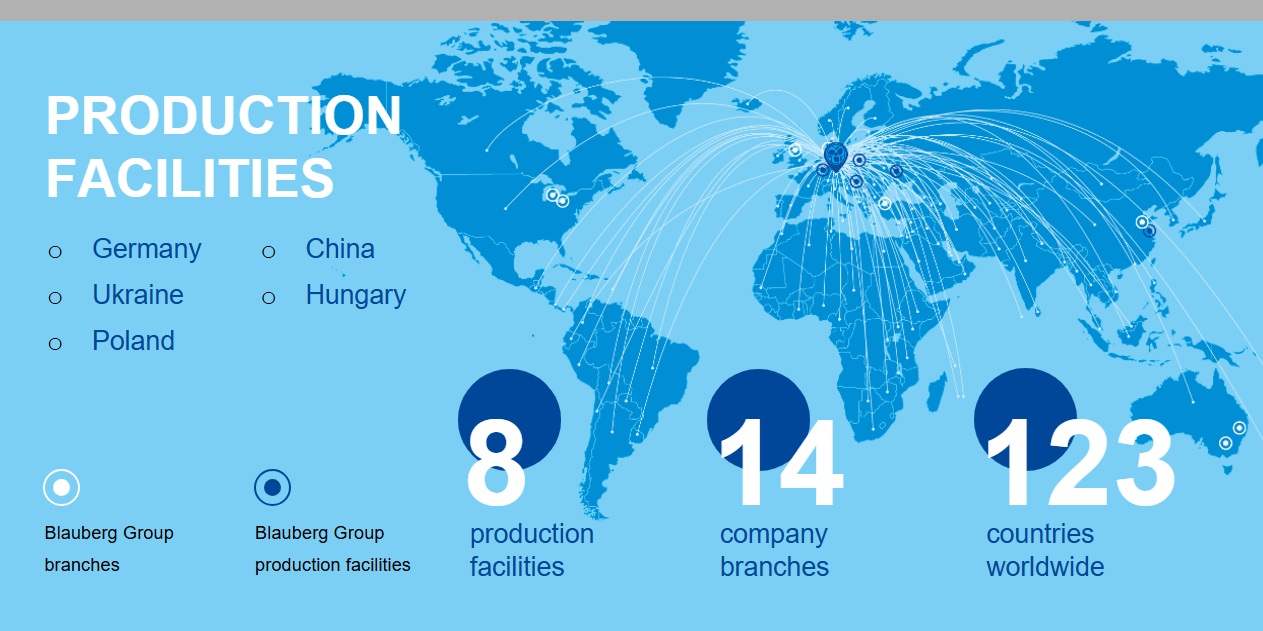 PRODUCTION
FACILITIES
Germany
Ukraine
Poland
China
Hungary
Blauberg Group
branches
Blauberg Group
production facilities
8
production
facilities
14
company
branches
123
countries
worldwide